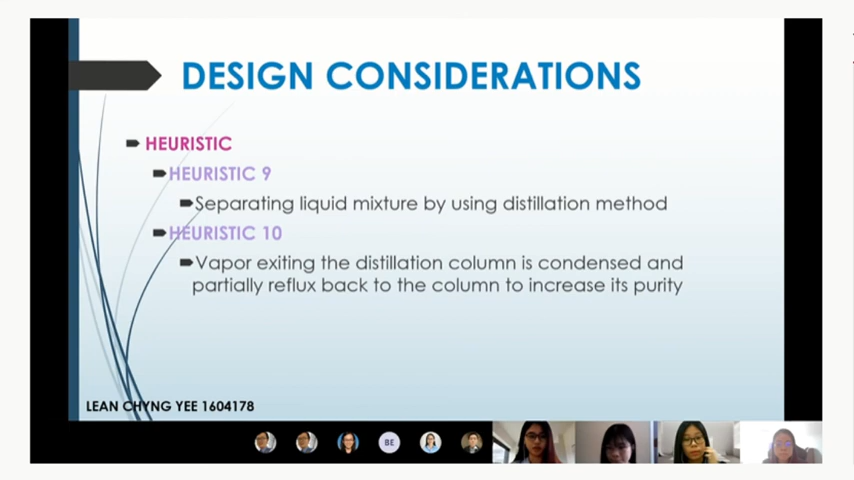 DESIGN CONSIDERATIONS
HEURISTIC
HEURISTIC 9
Separating liquid mixture by using distillation method
HEURISTIC 10
Vapor exiting the distillation column is condensed and
partially reflux back to the column to increase its purity
LEAN CHYNG YEE 1604178
BE